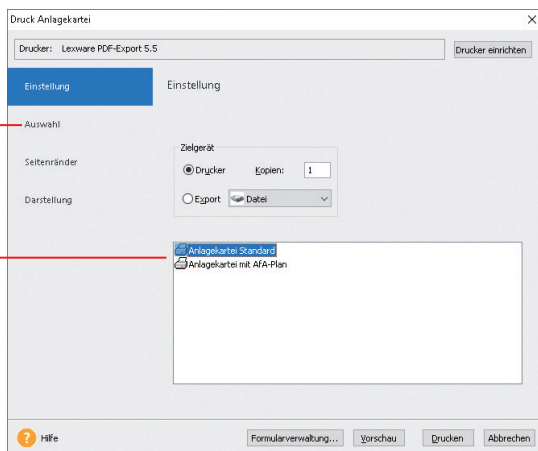 Druck Anlagekartei
Drucker: Lexware PDF-Export 5.5
Drucker einrichten
Einstellung
Auswahl
Seitenränder
Darstellung
Einstellung
Zielgerät
Drucker Kopien: 1
Export Datei
Anlagekartei Standard
Anlagekartei mit AfA-Plan
? Hilfe
Formularverwaltung... Vorschau Drucken Abbrechen